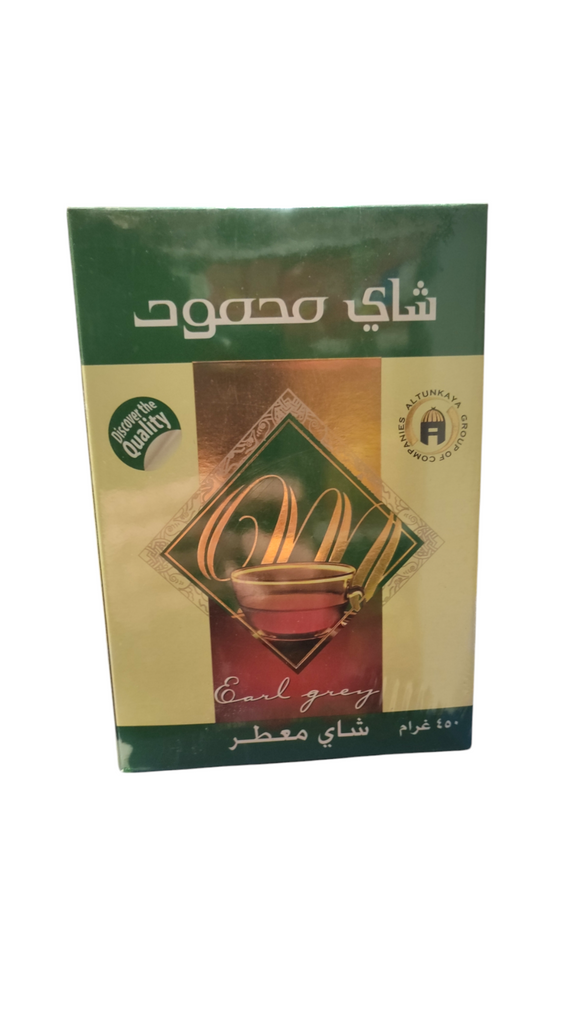 شاي محمود
Discover the
Quality
ALTUNKAYA GROUP OF COMPANIES
Earl grey
شاي معطر
٤٥٠ غرام